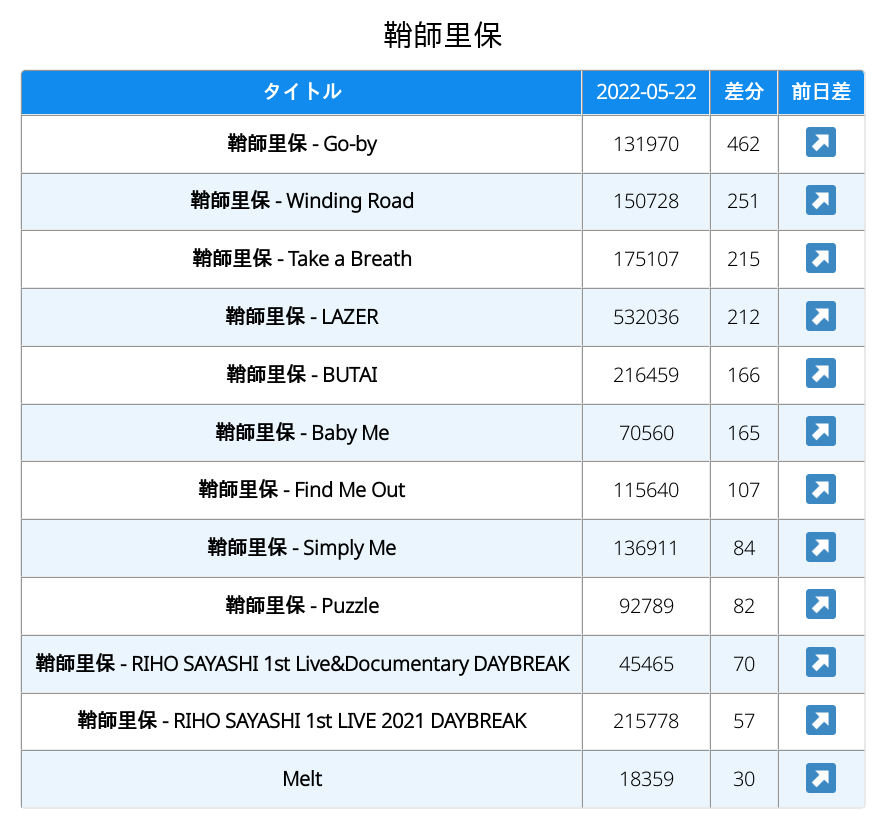 鞘師里保
タイトル 2022-05-22 差分 前日差
鞘師里保 - Go-by 131970 462
鞘師里保 - Winding Road 150728 251
鞘師里保 - Take a Breath 175107 215
鞘師里保 - LAZER 532036 212
鞘師里保 - BUTAI 216459 166
鞘師里保 - Baby Me 70560 165
鞘師里保 - Find Me Out 115640 107
鞘師里保 - Simply Me 136911 84
鞘師里保 - Puzzle 92789 82
鞘師里保 - RIHO SAYASHI 1st Live&Documentary DAYBREAK 45465 70
鞘師里保 - RIHO SAYASHI 1st LIVE 2021 DAYBREAK 215778 57
Melt 18359 30